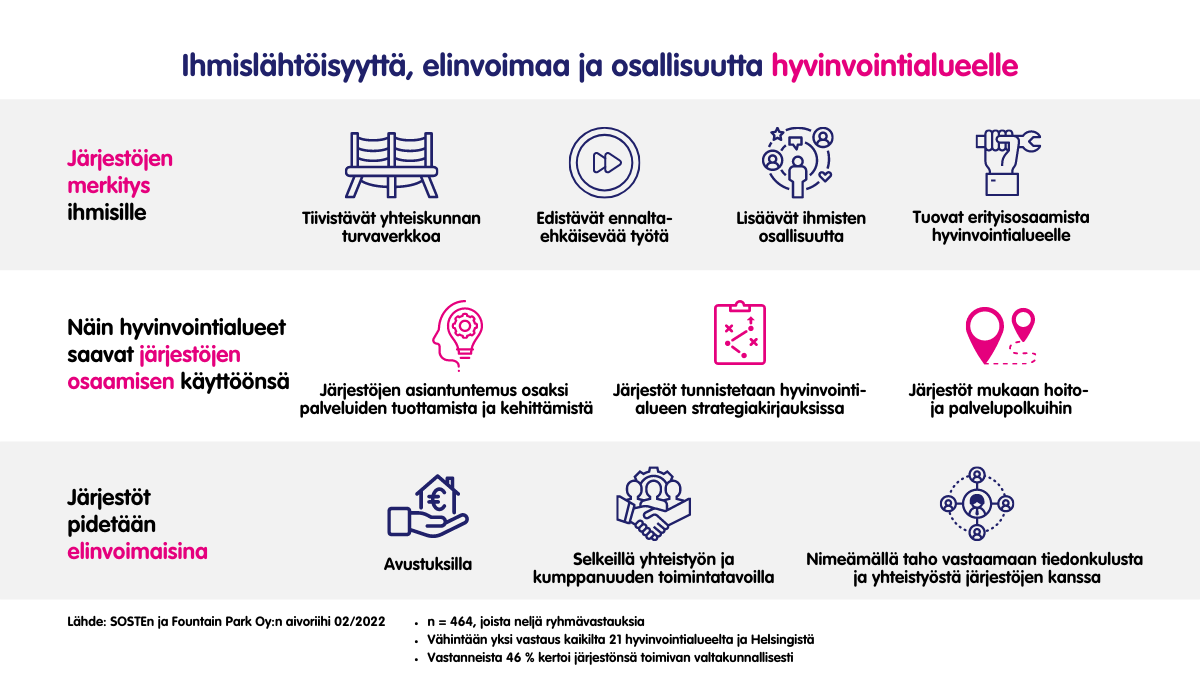 Ihmislähtöisyyttä, elinvoimaa ja osallisuutta hyvinvointialueelle
Järjestöjen
merkitys
ihmisille
Tiivistävät yhteiskunnan
turvaverkkoa
Edistävät ennalta-
ehkäisevää työtä
Lisäävät ihmisten
osallisuutta
Tuovat erityisosaamista
hyvinvointialueelle
Näin hyvinvointialueet
saavat järjestöjen
osaamisen käyttöönsä
Järjestöjen asiantuntemus osaksi
palveluiden tuottamista ja kehittämistä
Järjestöt tunnistetaan hyvinvointi-
alueen strategiakirjauksissa
Järjestöt mukaan hoito-
ja palvelupolkuihin
Järjestöt
pidetään
elinvoimaisina
€
Avustuksilla
Selkeillä yhteistyön ja
kumppanuuden toimintatavoilla
Nimeämällä taho vastaamaan tiedonkulusta
ja yhteistyöstä järjestöjen kanssa
Lähde: SOSTEn ja Fountain Park Oy:n aivoriihi 02/2022
• n = 464, joista neljä ryhmävastauksia
• Vähintään yksi vastaus kaikilta 21 hyvinvointialueelta ja Helsingistä
• Vastanneista 46 % kertoi järjestönsä toimivan valtakunnallisesti